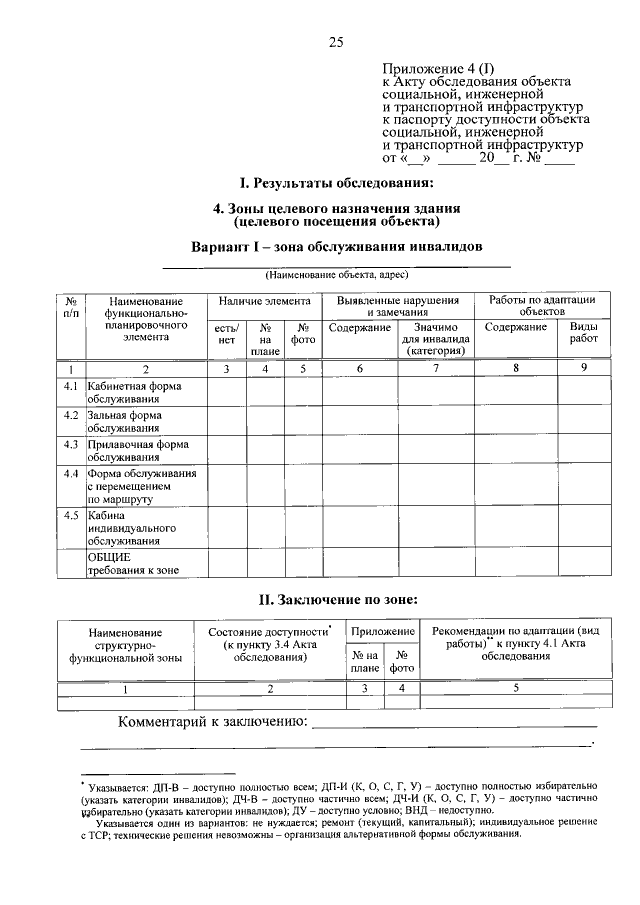 25
Приложение 4 (I)
к Акту обследования объекта
социальной, инженерной
и транспортной инфраструктур
к паспорту доступности объекта
социальной, инженерной
и транспортной инфраструктур
от «__» _____ 20__ г. № ____
I. Результаты обследования:
4. Зоны целевого назначения здания
(целевого посещения объекта)
Вариант I – зона обслуживания инвалидов
(Наименование объекта, адрес)
№ п/п | Наименование функционально-планировочного элемента | Наличие элемента | Выявленные нарушения и замечания | Работы по адаптации объектов
есть/нет | № на плане | № фото | Содержание | Значимо для инвалида (категория) | Содержание | Виды работ
1 2 3 4 5 6 7 8 9
4.1 Кабинетная форма
обслуживания
4.2 Зальная форма
обслуживания
4.3 Прилавочная форма
обслуживания
4.4 Форма обслуживания
с перемещением
по маршруту
4.5 Кабина
индивидуального
обслуживания
ОБЩИЕ
требования к зоне
II. Заключение по зоне:
Наименование структурно-функциональной зоны | Состояние доступности* (к пункту 3.4 Акта обследования) | Приложение | Рекомендации по адаптации (вид работы)** к пункту 4.1 Акта обследования
№ на плане | № фото
1 2 3 4 5
Комментарий к заключению: ______________________________
______________________________.
* Указывается: ДП-В – доступно полностью всем; ДП-И (К, О, С, Г, У) – доступно полностью избирательно
(указать категории инвалидов); ДЧ-В – доступно частично всем; ДЧ-И (К, О, С, Г, У) – доступно частично
избирательно (указать категории инвалидов); ДУ – доступно условно; ВНД – недоступно.
** Указывается один из вариантов: не нуждается; ремонт (текущий, капитальный); индивидуальное решение
с ТСР; технические решения невозможны – организация альтернативной формы обслуживания.